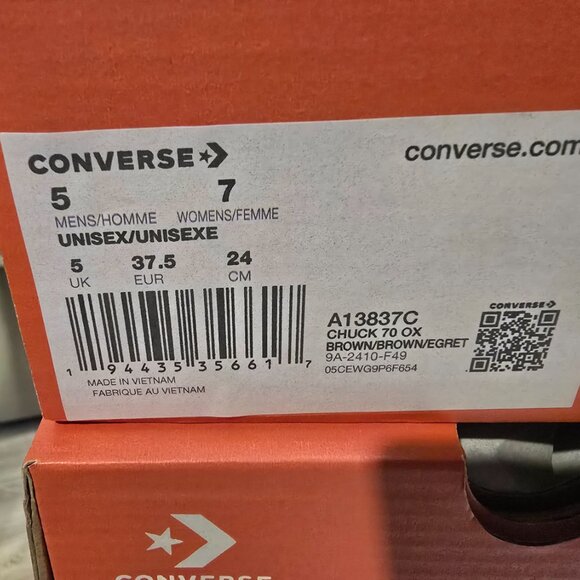 CONVERSE
converse.com
5 7
MENS/HOMME WOMENS/FEMME
UNISEX/UNISEXE
5 37.5 24
UK EUR CM
1 94435 35661 7
MADE IN VIETNAM
FABRIQUE AU VIETNAM
A13837C
CHUCK 70 OX
BROWN/BROWN/EGRET
9A-2410-F49
05CEWG9P6F654
CONVERSE
CONVERSE